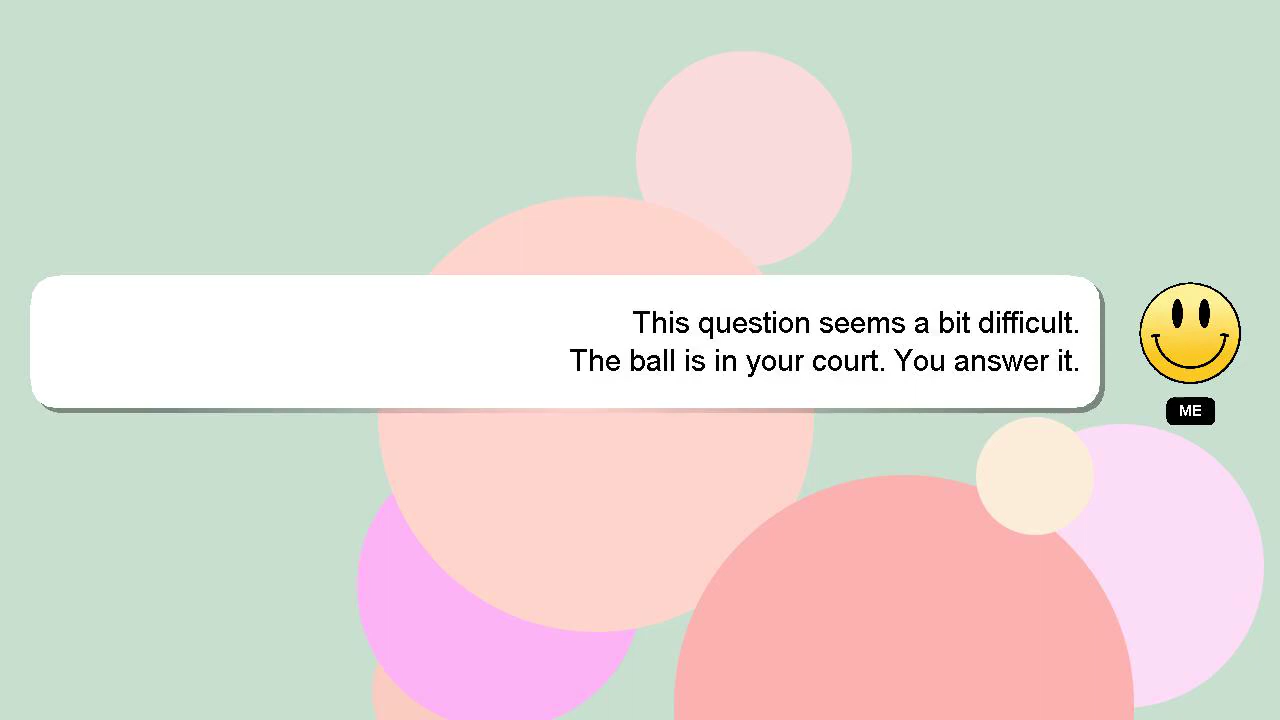 This question seems a bit difficult.
The ball is in your court. You answer it.
ME